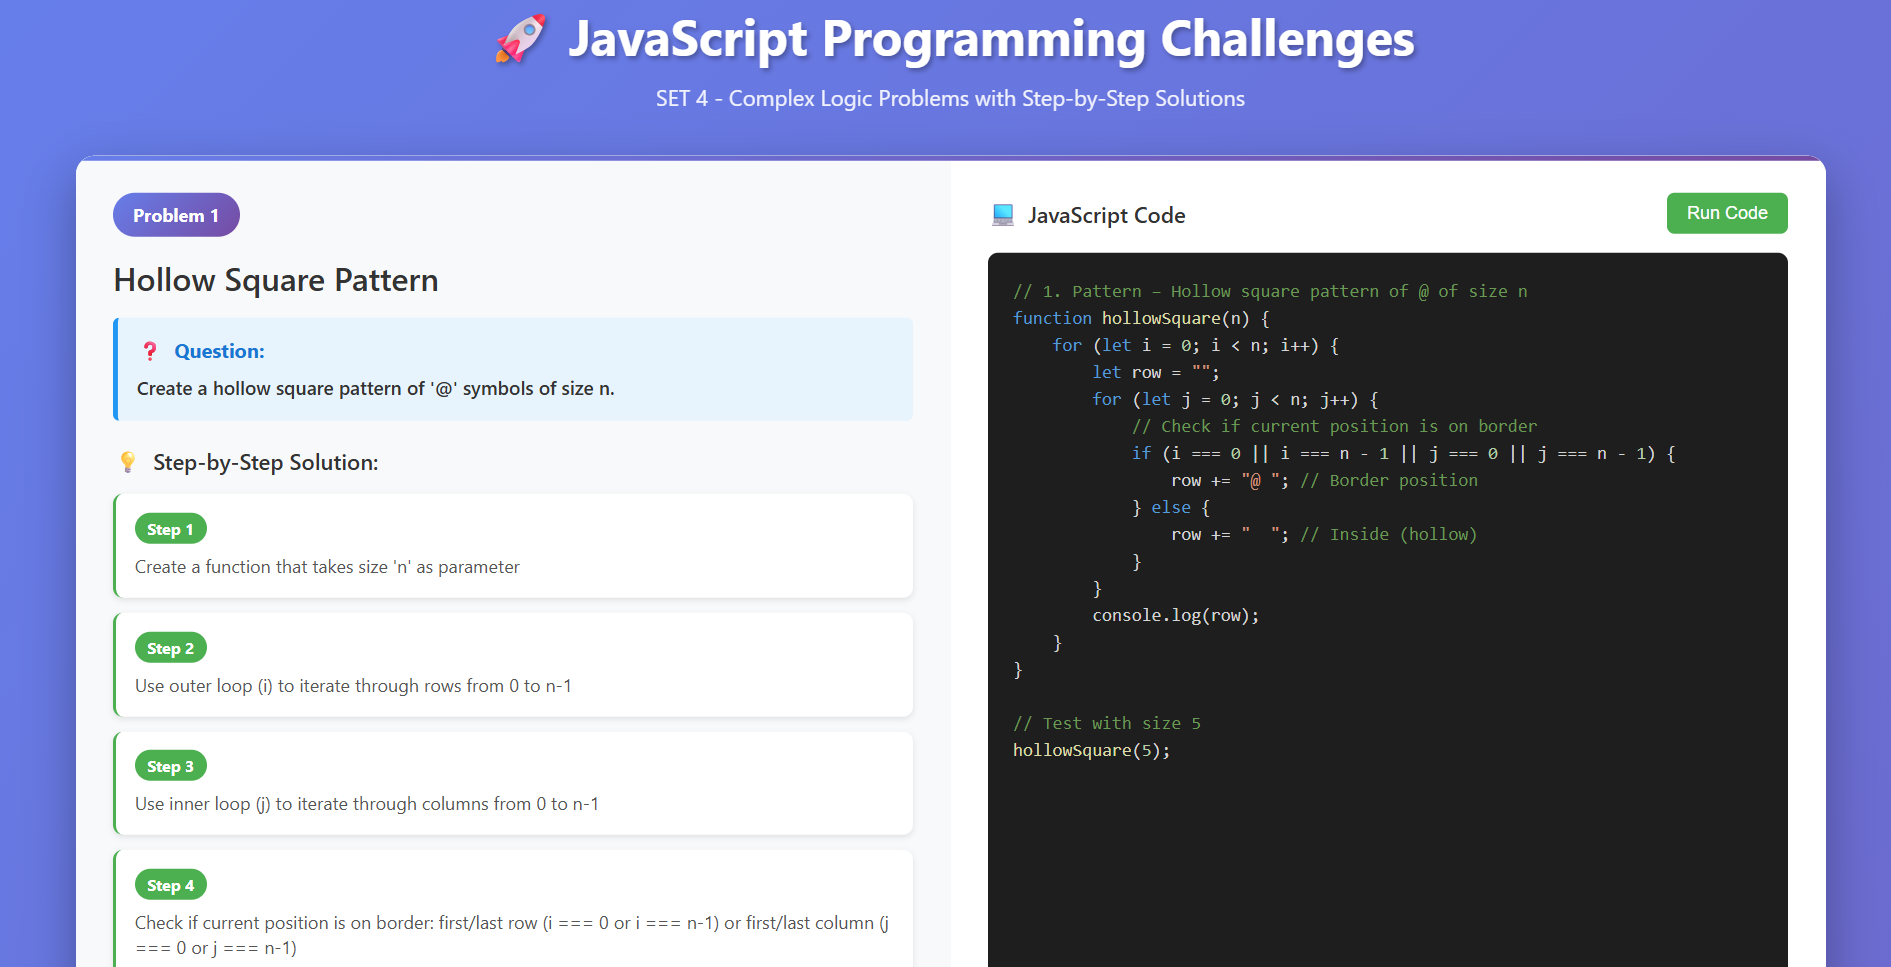 🚀 JavaScript Programming Challenges
SET 4 - Complex Logic Problems with Step-by-Step Solutions
Problem 1
Hollow Square Pattern
❓ Question:
Create a hollow square pattern of '@' symbols of size n.
💡 Step-by-Step Solution:
Step 1
Create a function that takes size 'n' as parameter
Step 2
Use outer loop (i) to iterate through rows from 0 to n-1
Step 3
Use inner loop (j) to iterate through columns from 0 to n-1
Step 4
Check if current position is on border: first/last row (i === 0 or i === n-1) or first/last column (j
=== 0 or j === n-1)
💻 JavaScript Code
Run Code
// 1. Pattern – Hollow square pattern of @ of size n
function hollowSquare(n) {
    for (let i = 0; i < n; i++) {
        let row = "";
        for (let j = 0; j < n; j++) {
            // Check if current position is on border
            if (i === 0 || i === n - 1 || j === 0 || j === n - 1) {
                row += "@ "; // Border position
            } else {
                row += "  "; // Inside (hollow)
            }
        }
        console.log(row);
    }
}
// Test with size 5
hollowSquare(5);